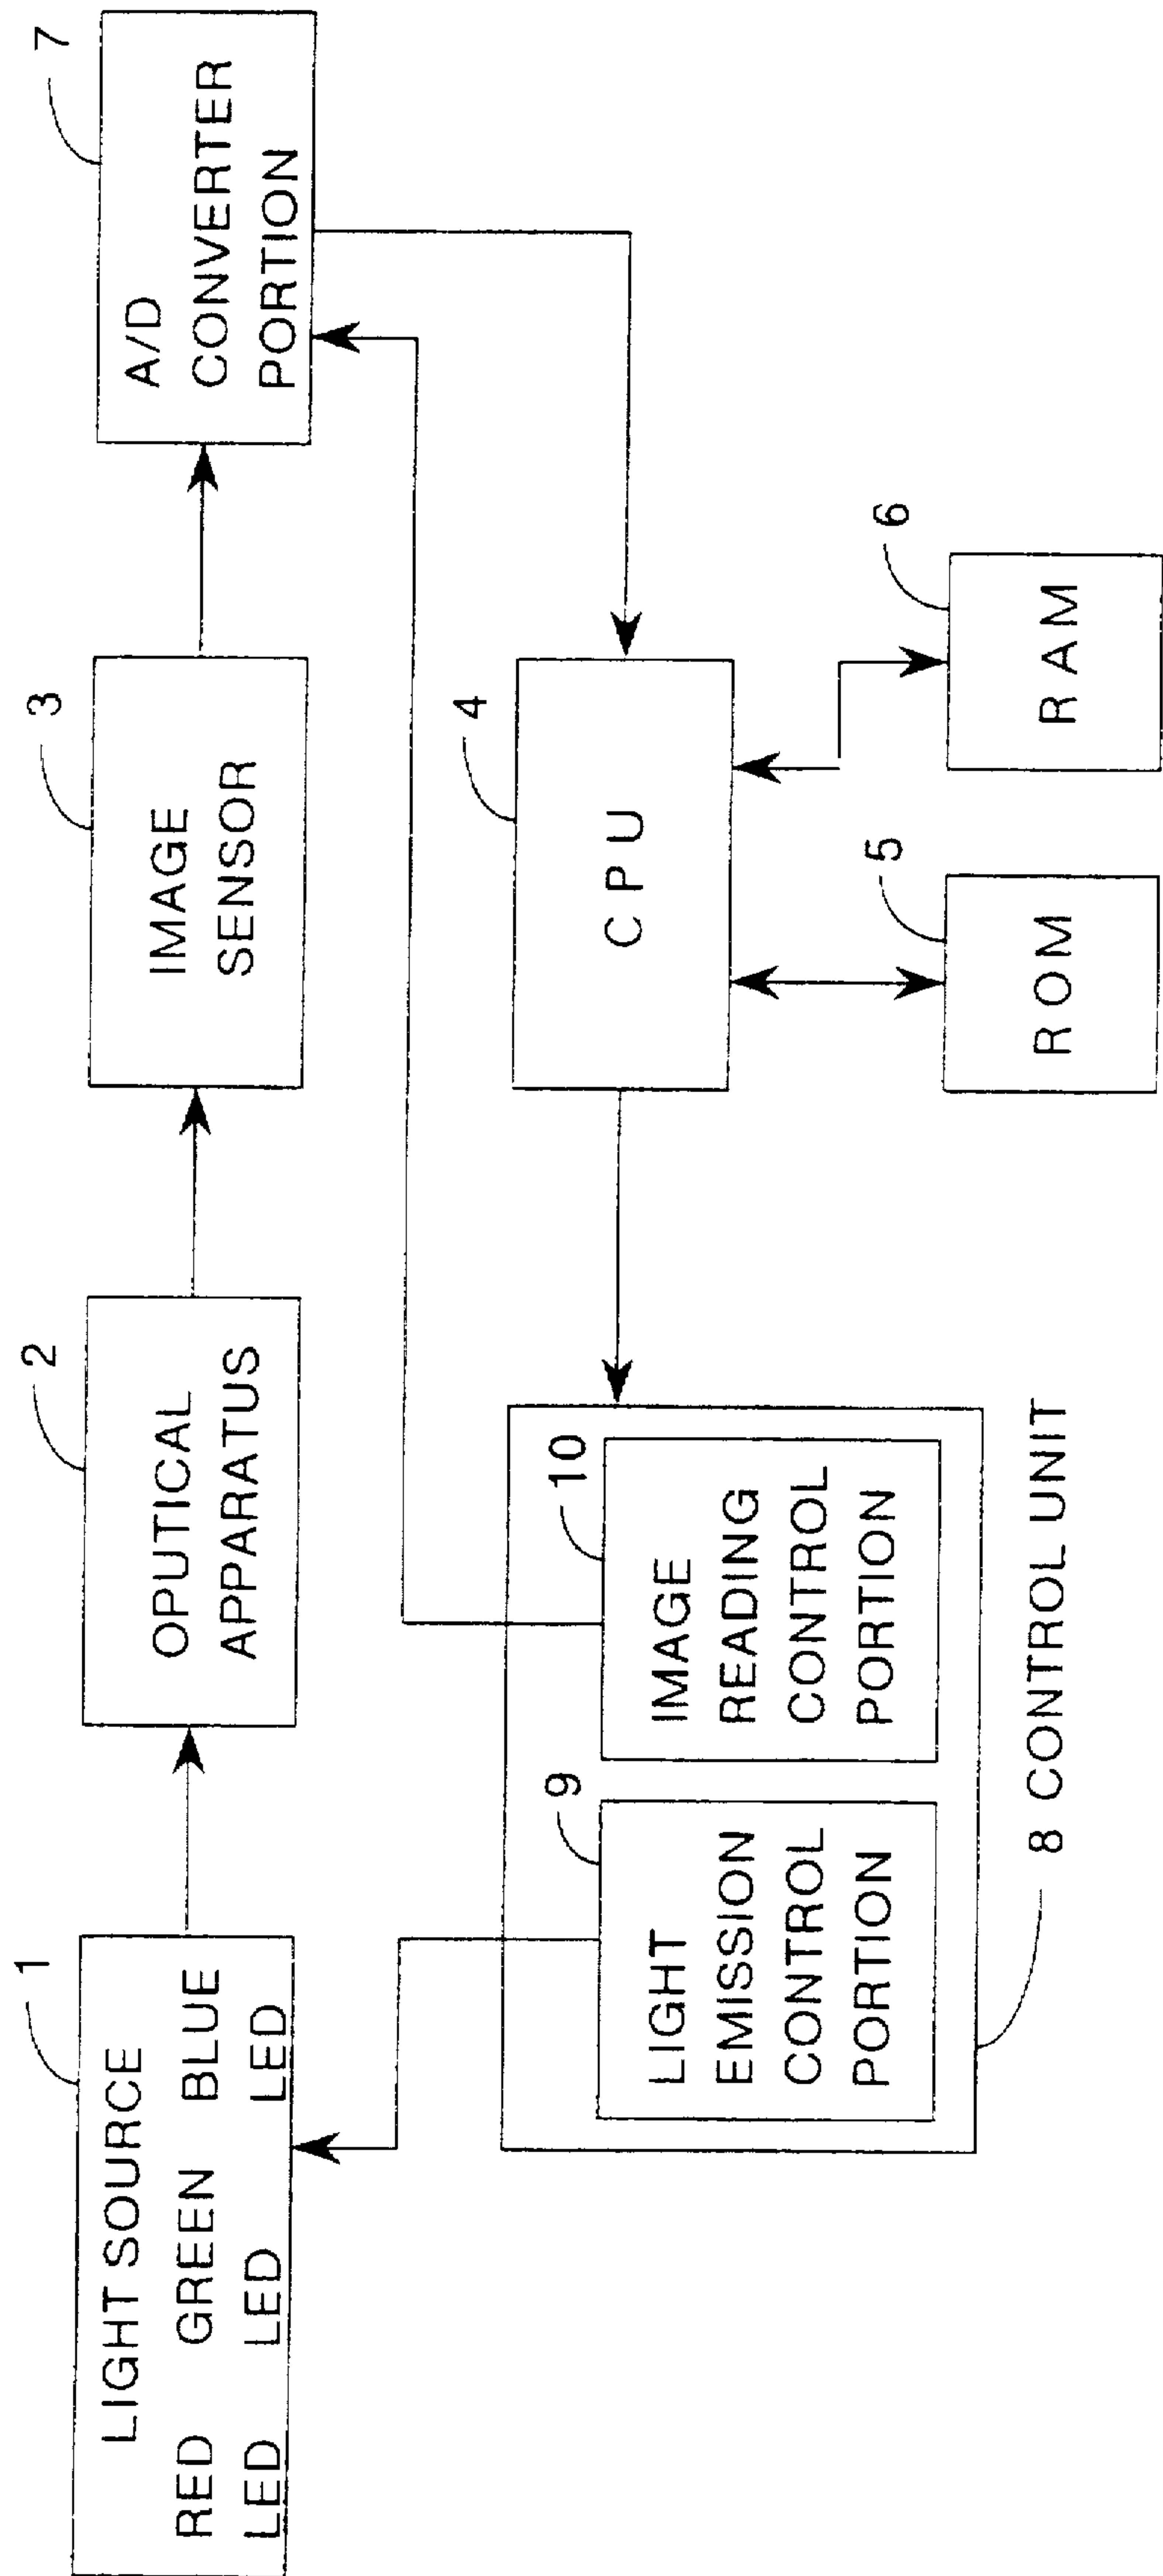 1
LIGHT SOURCE
RED GREEN BLUE
LED LED LED
2
OPUTICAL
APPARATUS
3
IMAGE
SENSOR
7
A/D
CONVERTER
PORTION
4
CPU
5
ROM
6
RAM
9
LIGHT
EMISSION
CONTROL
PORTION
10
IMAGE
READING
CONTROL
PORTION
8 CONTROL UNIT